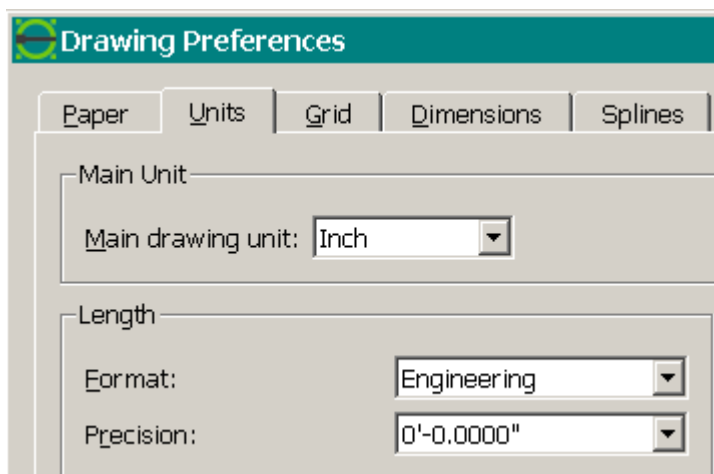 Drawing Preferences
Paper Units Grid Dimensions Splines
Main Unit
Main drawing unit: Inch
Length
Format: Engineering
Precision: 0'-0.0000"